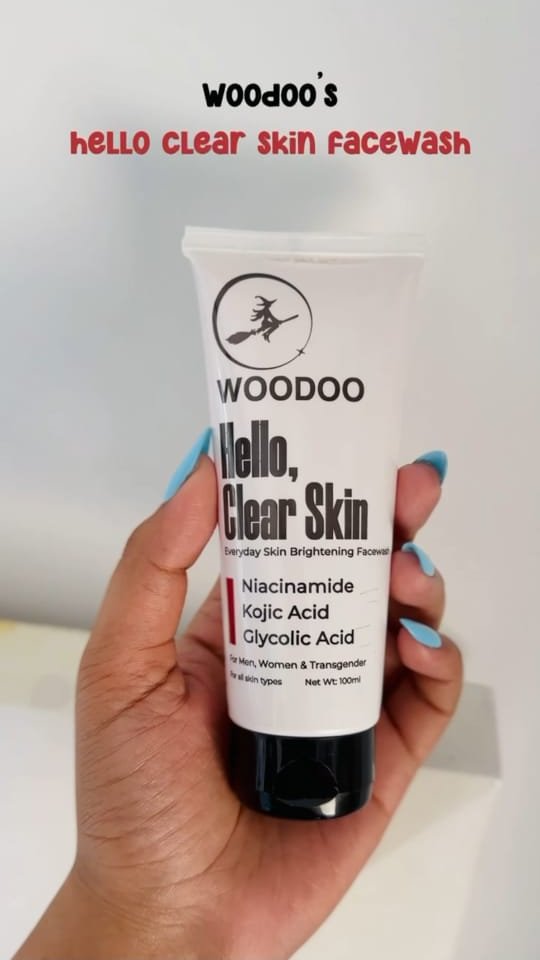 WOODOO'S
HELLO CLEAR SKIN FACEWASH
WOODOO
Hello,
Clear Skin
Everyday Skin Brightening Facewash
Niacinamide
Kojic Acid
Glycolic Acid
For Men, Women & Transgender
For all skin types Net Wt: 100ml